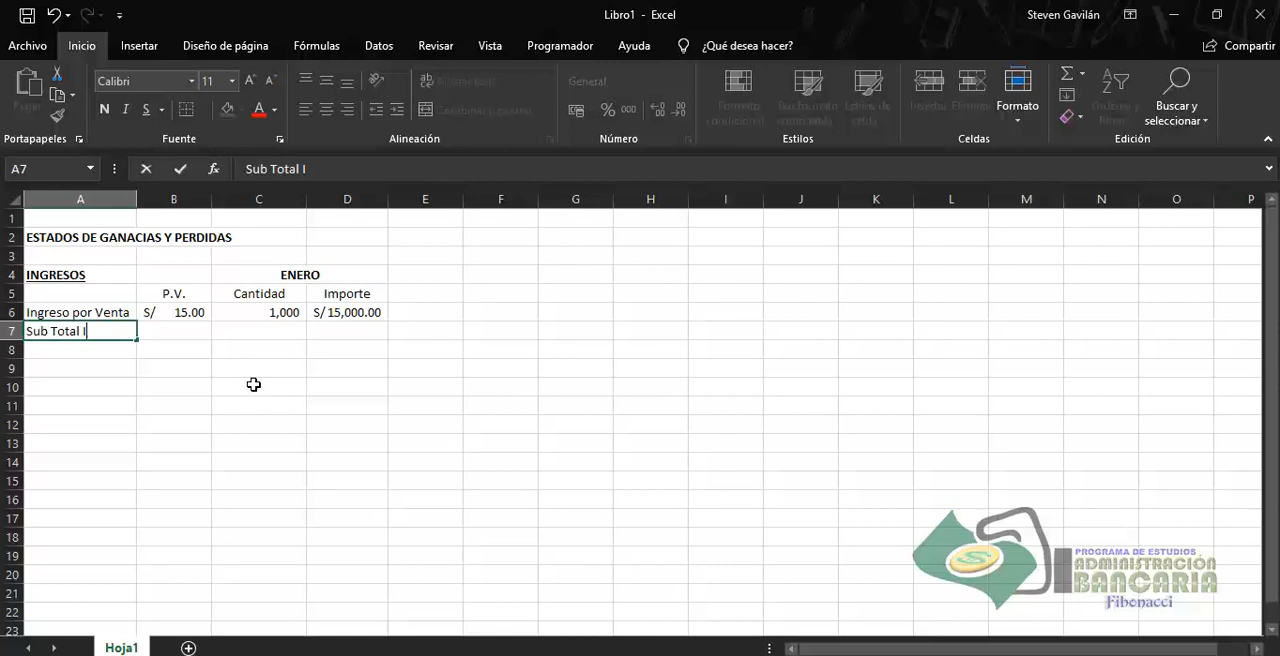 Libro1 - Excel
Steven Gavilán
Archivo Inicio Insertar Diseño de página Fórmulas Datos Revisar Vista Programador Ayuda ¿Qué desea hacer? Compartir
Calibri 11 General
N I S A % 000
Formato
Buscar y
seleccionar
Portapapeles Fuente Alineación Número Estilos Celdas Edición
A7 fx Sub Total I
A B C D E F G H I J K L M N O P
1
2 ESTADOS DE GANACIAS Y PERDIDAS
3
4 INGRESOS ENERO
5 P.V. Cantidad Importe
6 Ingreso por Venta S/ 15.00 1,000 S/ 15,000.00
7 Sub Total I
8
9
10
11
12
13
14
15
16
17
18
19
20
21
22
23
PROGRAMA DE ESTUDIOS
ADMINISTRACIÓN
BANCARIA
Fibonacci
Hoja1